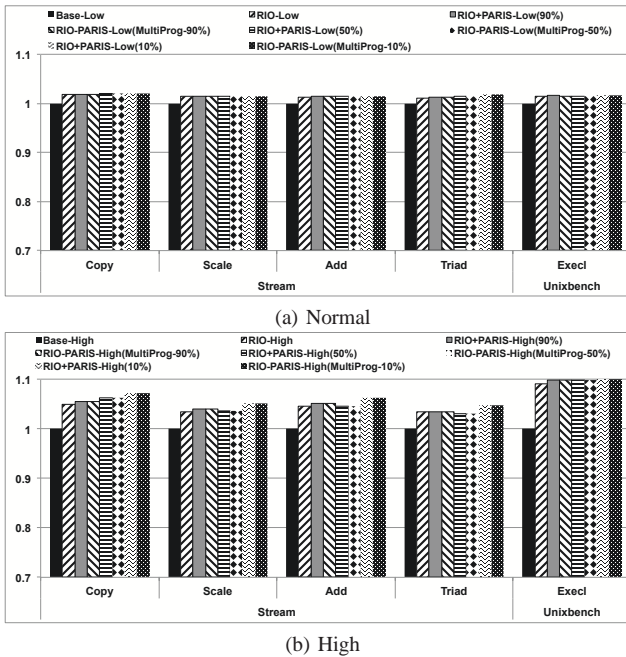 Base-Low RIO-Low RIO+PARIS-Low(90%)
RIO-PARIS-Low(MultiProg-90%) RIO+PARIS-Low(50%) RIO-PARIS-Low(MultiProg-50%)
RIO+PARIS-Low(10%) RIO-PARIS-Low(MultiProg-10%)
1.1
1
0.9
0.8
0.7
Copy Scale Add Triad Execl
Stream Unixbench
(a) Normal
Base-High RIO-High RIO+PARIS-High(90%)
RIO-PARIS-High(MultiProg-90%) RIO+PARIS-High(50%) RIO-PARIS-High(MultiProg-50%)
RIO+PARIS-High(10%) RIO-PARIS-High(MultiProg-10%)
1.1
1
0.9
0.8
0.7
Copy Scale Add Triad Execl
Stream Unixbench
(b) High